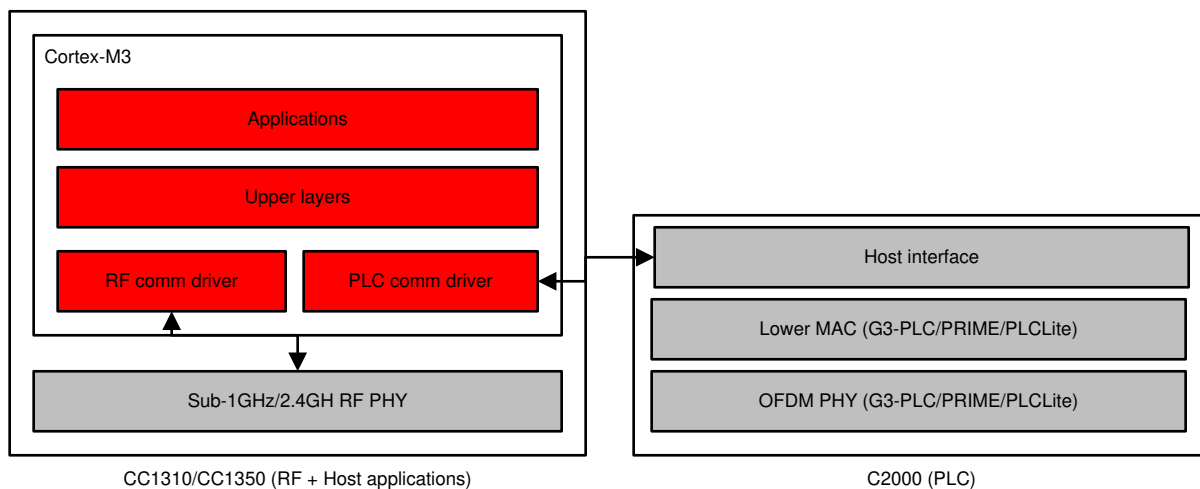 Cortex-M3
Applications
Upper layers
RF comm driver
PLC comm driver
Sub-1GHz/2.4GH RF PHY
CC1310/CC1350 (RF + Host applications)
Host interface
Lower MAC (G3-PLC/PRIME/PLCLite)
OFDM PHY (G3-PLC/PRIME/PLCLite)
C2000 (PLC)